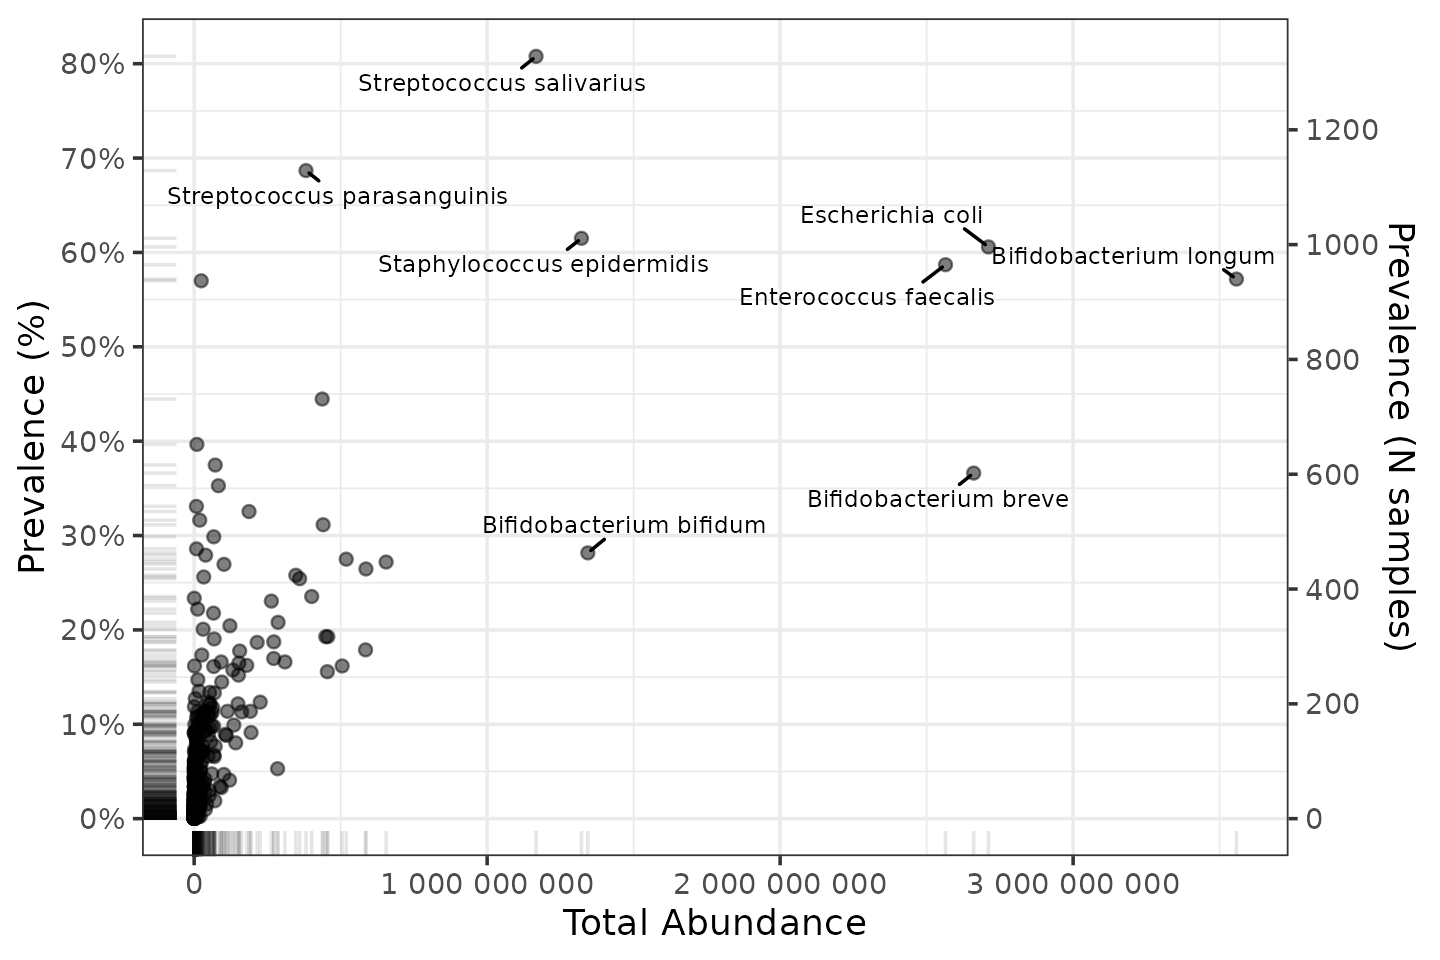 80%
70%
60%
50%
40%
30%
20%
10%
0%
Prevalence (%)
Streptococcus salivarius
Streptococcus parasanguinis
Escherichia coli
Bifidobacterium longum
Staphylococcus epidermidis
Enterococcus faecalis
Bifidobacterium breve
Bifidobacterium bifidum
1200
1000
800
600
400
200
0
Prevalence (N samples)
0
1 000 000 000
2 000 000 000
3 000 000 000
Total Abundance